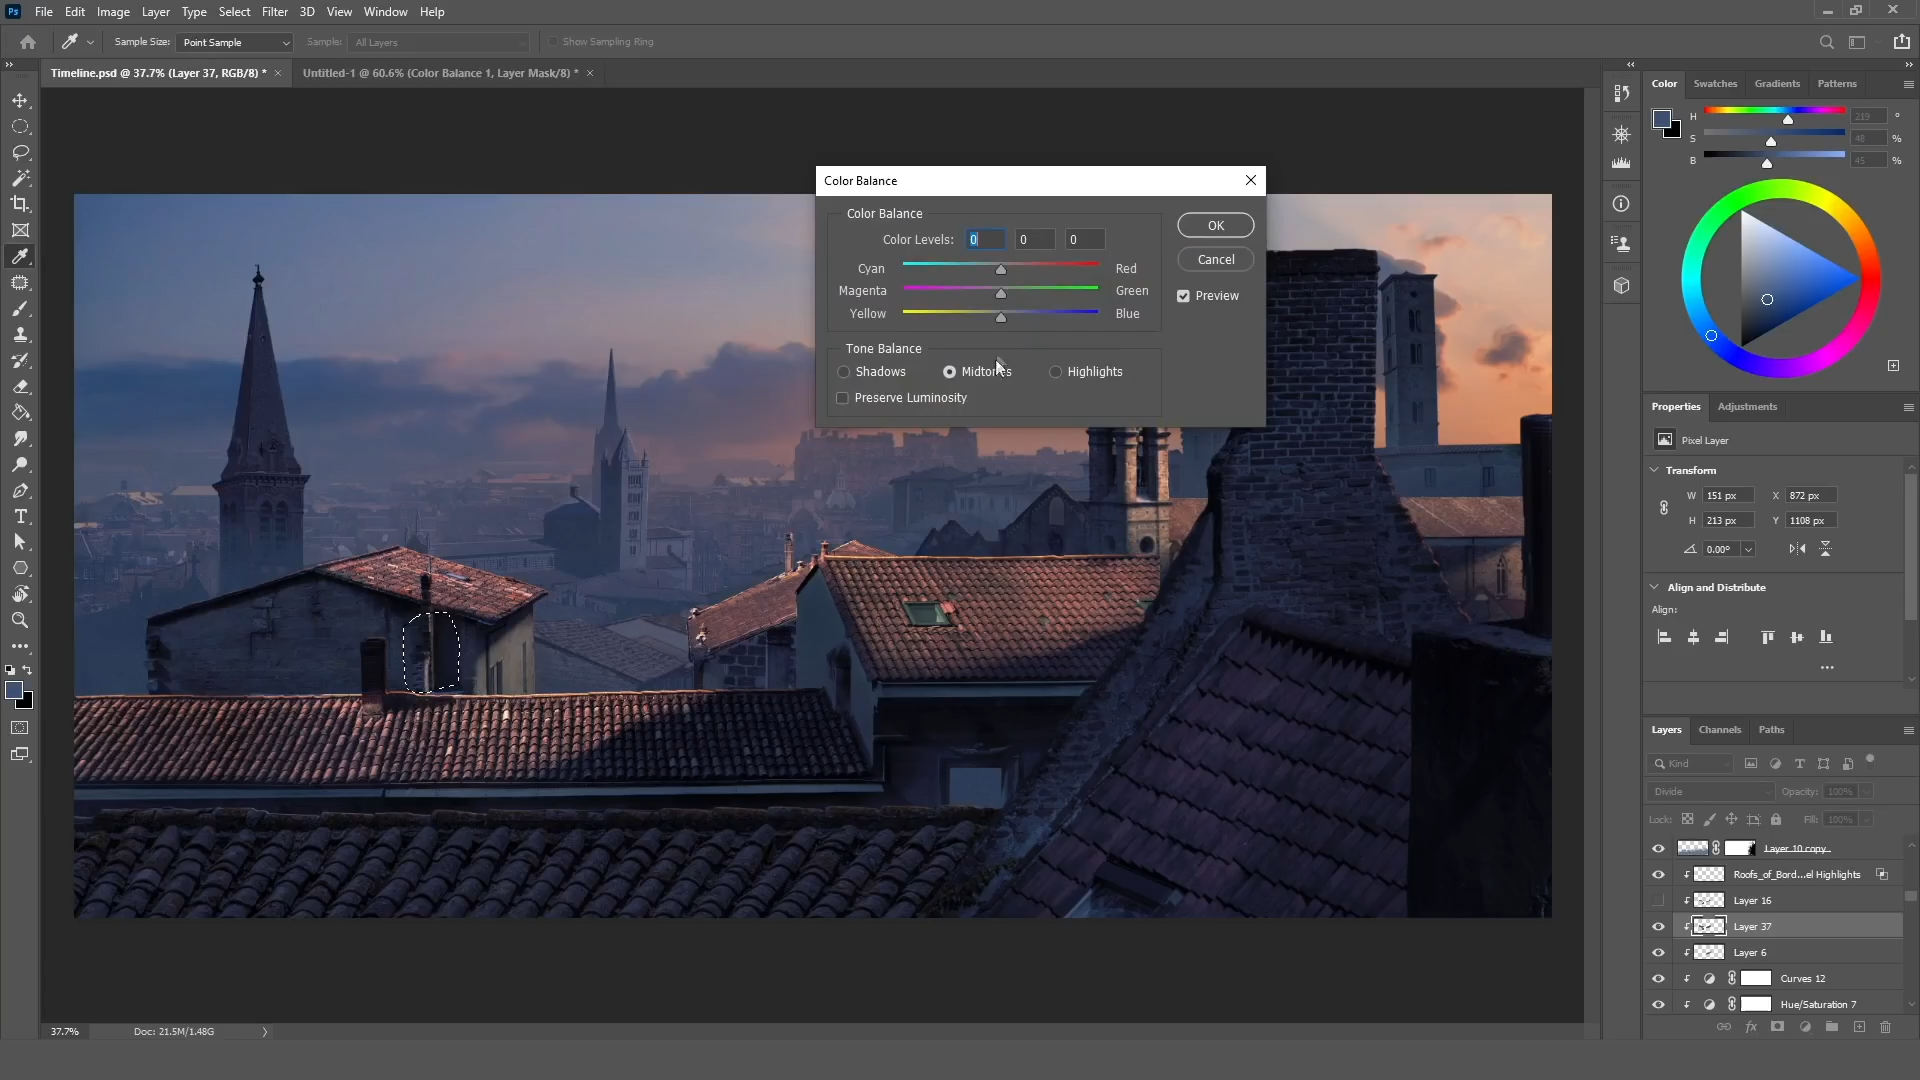 Ps File Edit Image Layer Type Select Filter 3D View Window Help
Sample Size: Point Sample Sample: All Layers Show Sampling Ring
Timeline.psd @ 37.7% (Layer 37, RGB/8) * × Untitled-1 @ 60.6% (Color Balance 1, Layer Mask/8) * ×
Color Swatches Gradients Patterns
H 219 °
S 48 %
B 45 %
Color Balance
Color Balance
Color Levels: 0 0 0
Cyan Red
Magenta Green
Yellow Blue
OK
Cancel
Preview
Tone Balance
Shadows Midtones Highlights
Preserve Luminosity
Properties Adjustments
Pixel Layer
Transform
W 151 px X 872 px
H 213 px Y 1108 px
0.00°
Align and Distribute
Align:
Layers Channels Paths
Kind
Divide Opacity: 100%
Lock: Fill: 100%
Layer 10 copy
Roofs_of_Bord...el Highlights
Layer 16
Layer 37
Layer 6
Curves 12
Hue/Saturation 7
37.7% Doc: 21.5M/1.48G